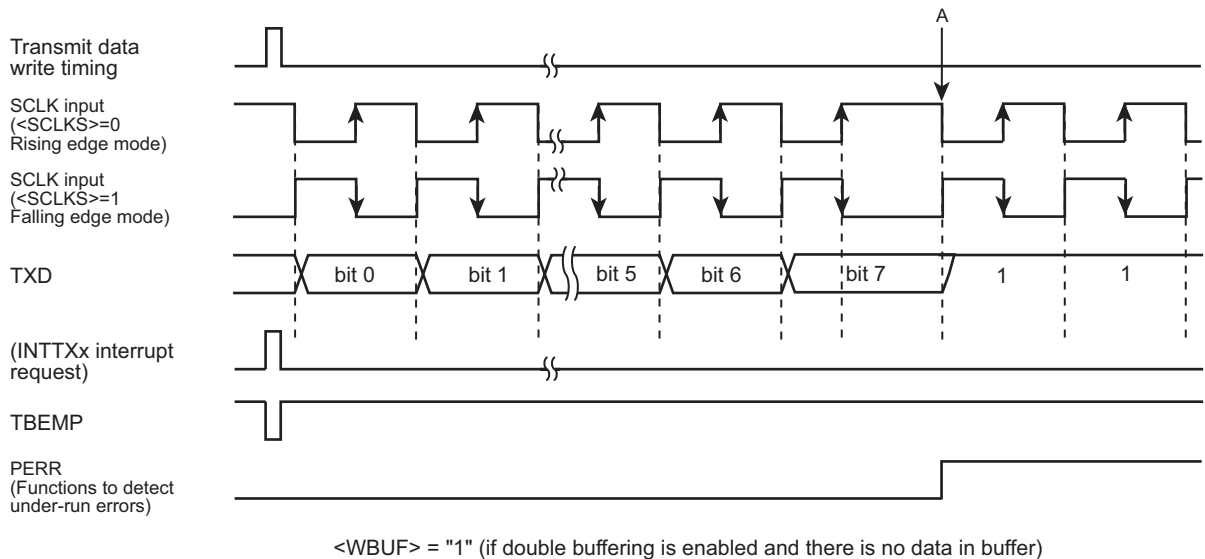 A
Transmit data
write timing
SCLK input
(<SCLKS>=0
Rising edge mode)
SCLK input
(<SCLKS>=1
Falling edge mode)
TXD
bit 0
bit 1
bit 5
bit 6
bit 7
1
1
(INTTXx interrupt
request)
TBEMP
PERR
(Functions to detect
under-run errors)
<WBUF> = "1" (if double buffering is enabled and there is no data in buffer)